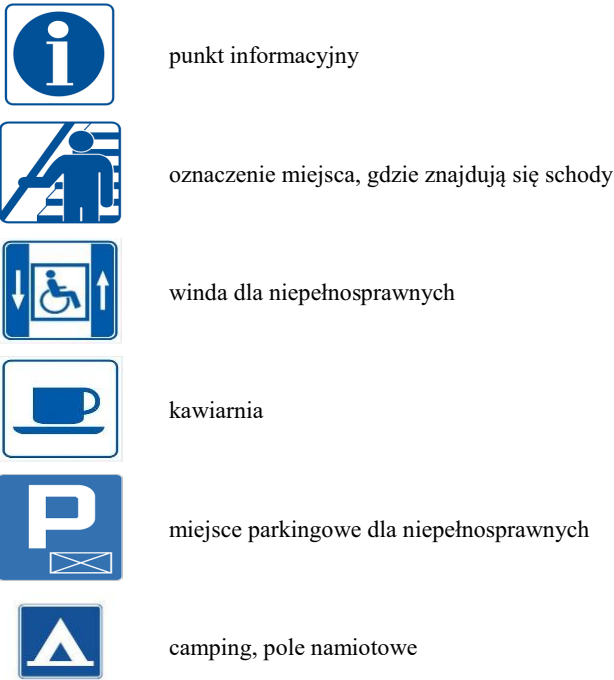 i
punkt informacyjny
oznaczenie miejsca, gdzie znajdują się schody
winda dla niepełnosprawnych
kawiarnia
P
miejsce parkingowe dla niepełnosprawnych
camping, pole namiotowe